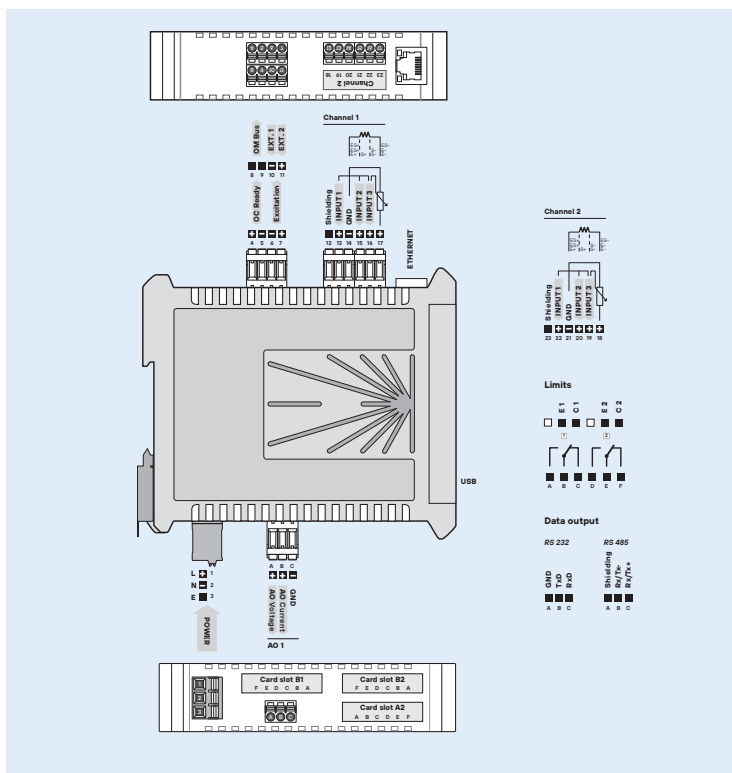 18 19 20 21 22 23
Channel 2
Channel 1
OM Bus
EXT. 1
EXT. 2
8 9 10 11
OC Ready
Excitation
4 5 6 7
Shielding
INPUT 1
GND
INPUT 2
INPUT 3
12 13 14 15 16 17
ETHERNET
Channel 2
Shielding
INPUT 1
GND
INPUT 2
INPUT 3
23 22 21 20 19 18
Limits
E 1
C 1
E 2
C 2
1 2
A B C D E F
USB
Data output
RS 232 RS 485
GND
TxD
RxD
Shielding
Rx/Tx-
Rx/Tx+
A B C A B C
L 1
N 2
E 3
POWER
A B C
AO Voltage
AO Current
GND
AO 1
Card slot B1
F E D C B A
Card slot B2
F E D C B A
Card slot A2
A B C D E F
A B C